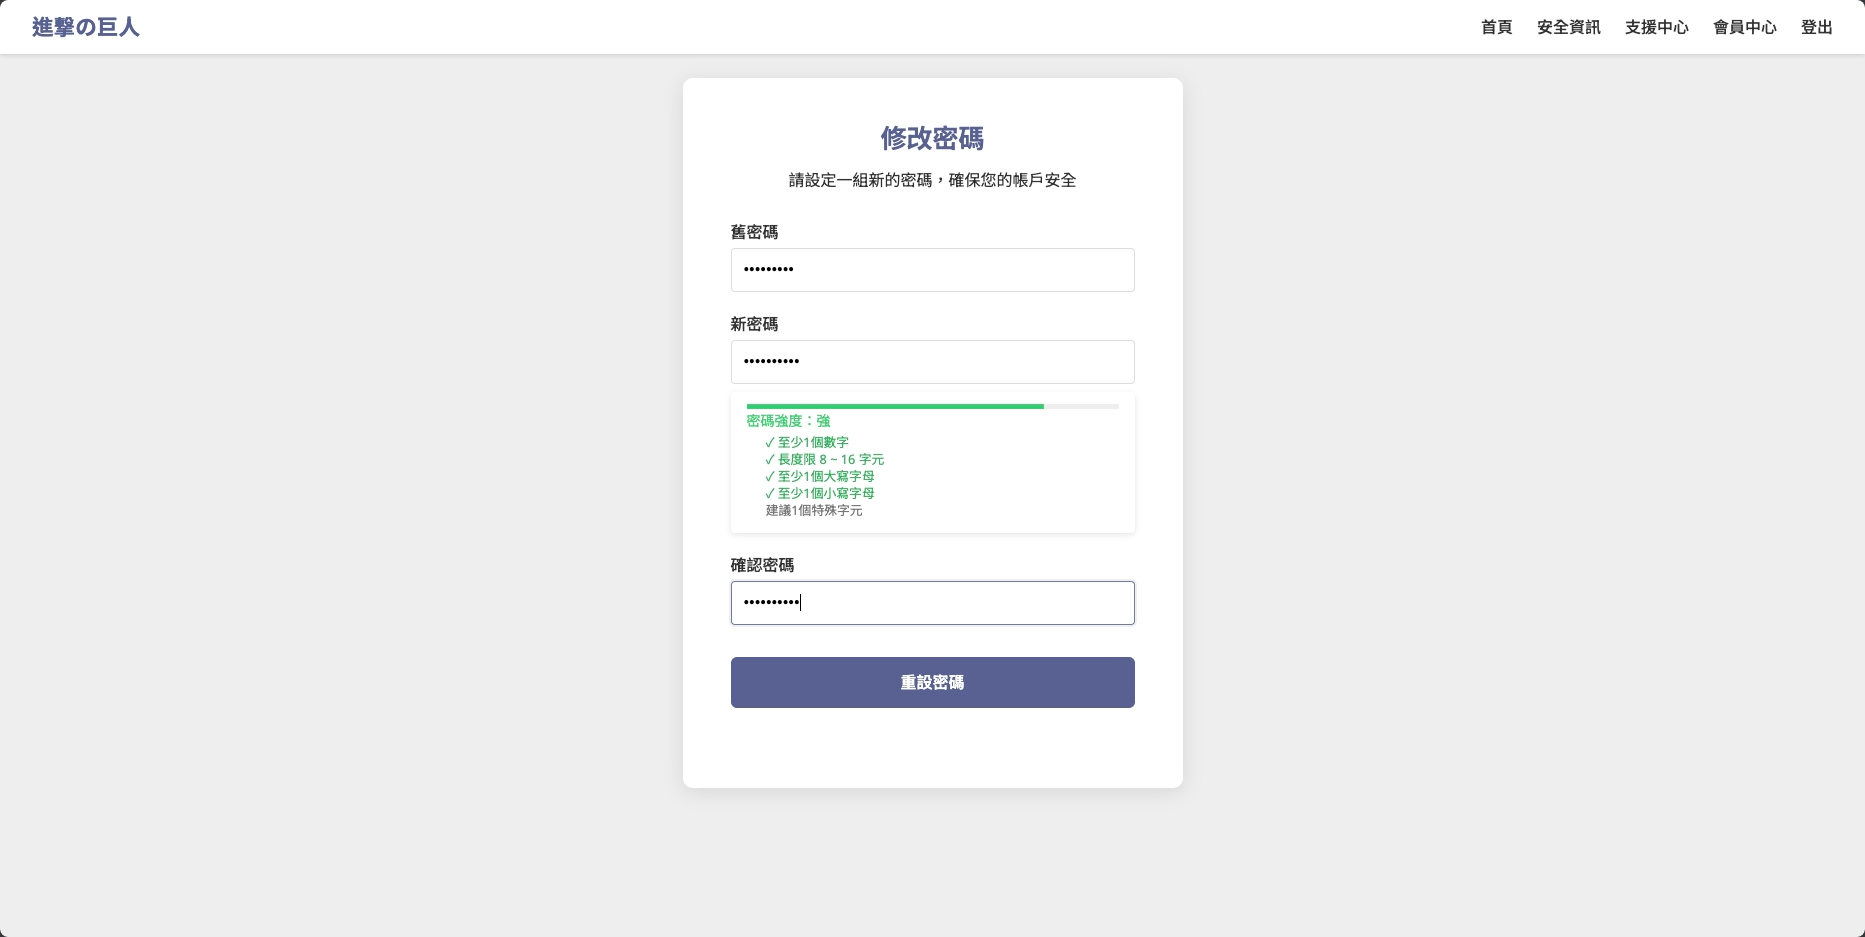 進撃の巨人
首頁 安全資訊 支援中心 會員中心 登出
修改密碼
請設定一組新的密碼，確保您的帳戶安全
舊密碼
•••••••••
新密碼
••••••••••
密碼強度：強
✓ 至少1個數字
✓ 長度限 8 ~ 16 字元
✓ 至少1個大寫字母
✓ 至少1個小寫字母
建議1個特殊字元
確認密碼
••••••••••
重設密碼